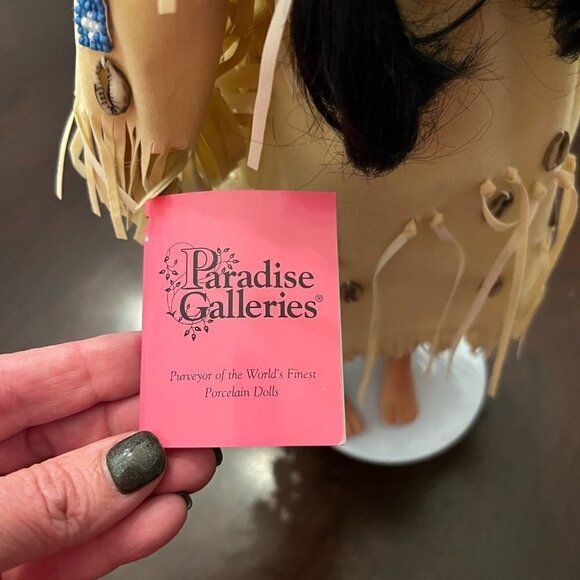 Paradise
Galleries®
Purveyor of the World's Finest
Porcelain Dolls